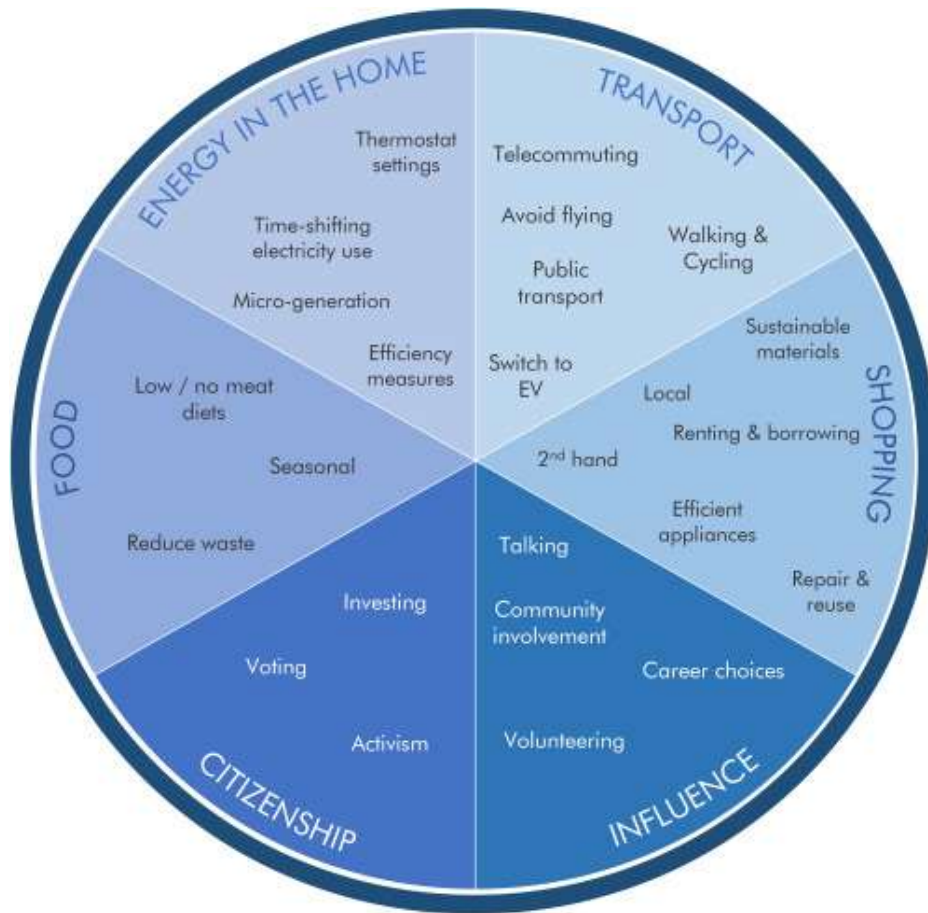 ENERGY IN THE HOME
Thermostat
settings
Time-shifting
electricity use
Micro-generation
Efficiency
measures
TRANSPORT
Telecommuting
Avoid flying
Walking &
Cycling
Public
transport
Switch to
EV
SHOPPING
Sustainable
materials
Local
Renting & borrowing
2nd hand
Efficient
appliances
Repair &
reuse
INFLUENCE
Talking
Community
involvement
Career choices
Volunteering
CITIZENSHIP
Investing
Voting
Activism
FOOD
Low / no meat
diets
Seasonal
Reduce waste